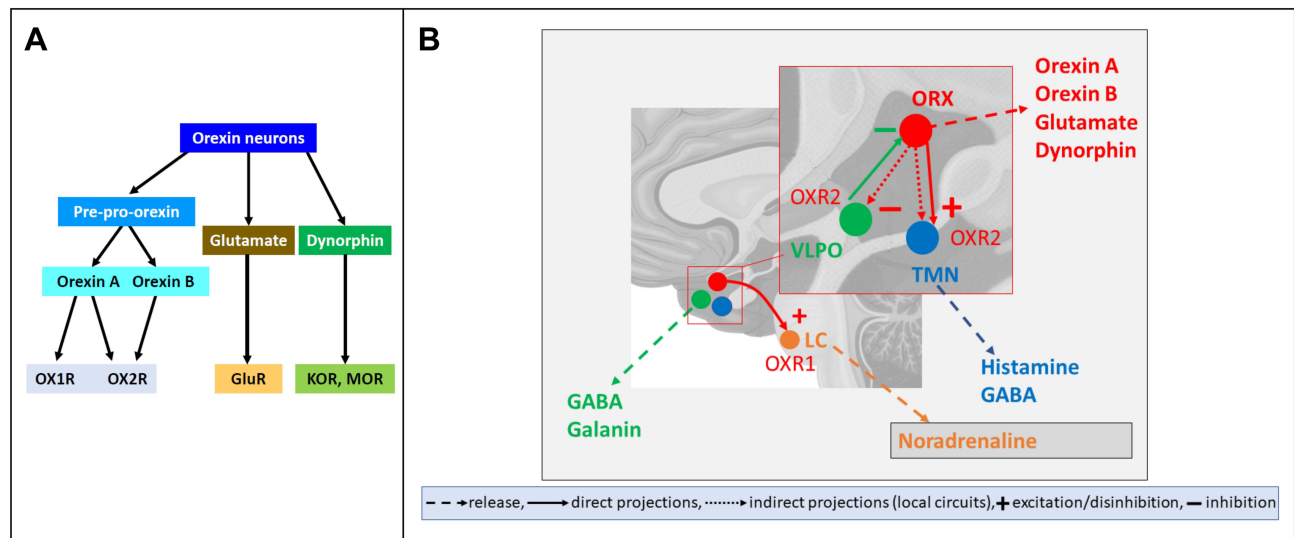 A
Orexin neurons
Pre-pro-orexin
Glutamate
Dynorphin
Orexin A
Orexin B
OX1R
OX2R
GluR
KOR, MOR
B
ORX
Orexin A
Orexin B
Glutamate
Dynorphin
OXR2
VLPO
OXR2
TMN
LC
OXR1
GABA
Galanin
Histamine
GABA
Noradrenaline
release, direct projections, indirect projections (local circuits), + excitation/disinhibition, − inhibition